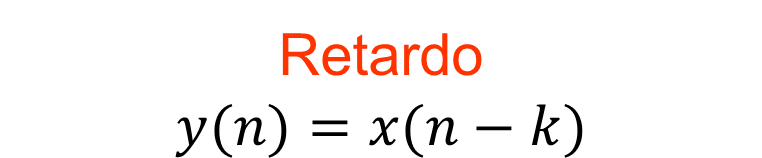 Retardo
y(n) = x(n − k)